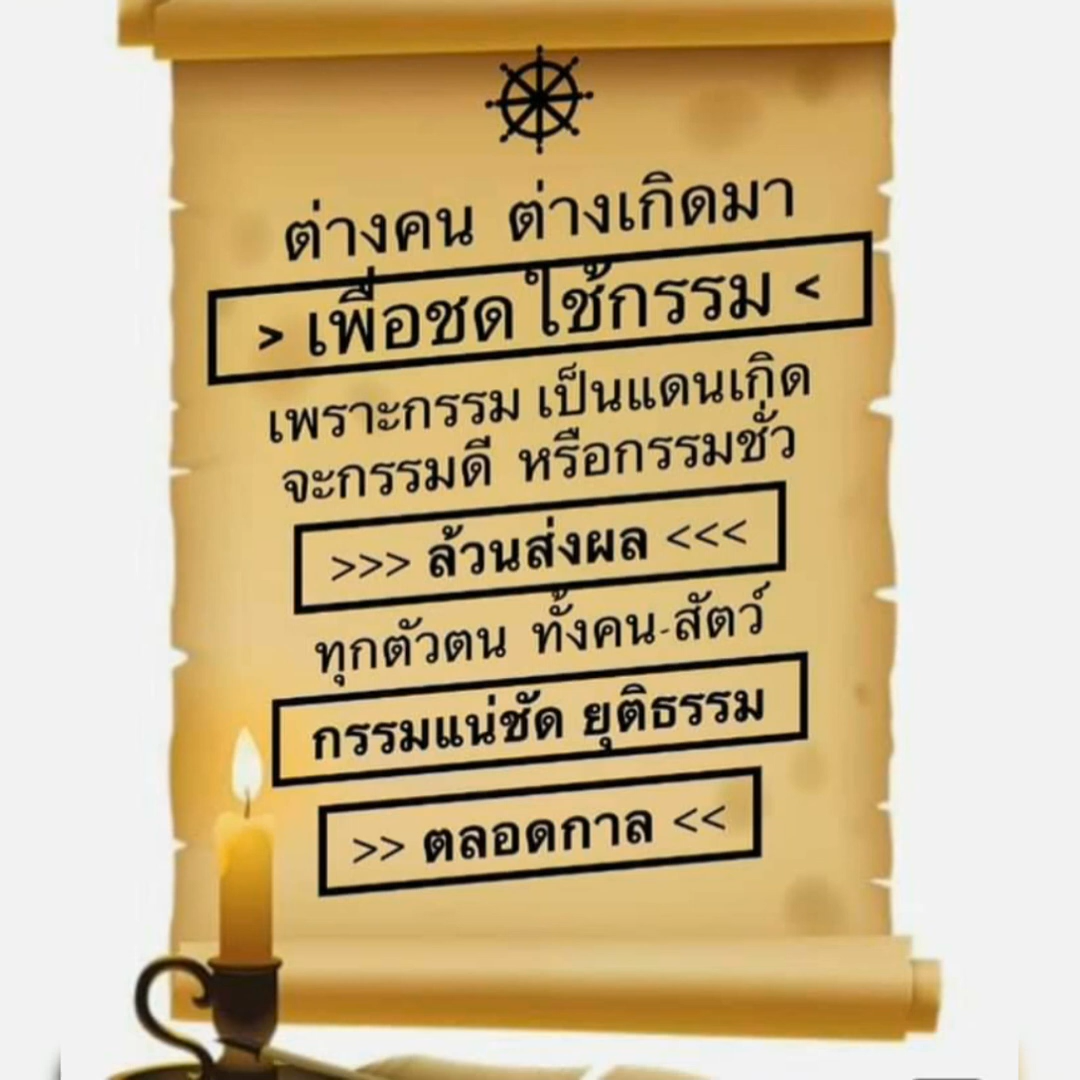 ต่างคน ต่างเกิดมา
> เพื่อชดใช้กรรม <
เพราะกรรม เป็นแดนเกิด
จะกรรมดี หรือกรรมชั่ว
>>> ล้วนส่งผล <<<
ทุกตัวตน ทั้งคน-สัตว์
กรรมแน่ชัด ยุติธรรม
>> ตลอดกาล <<